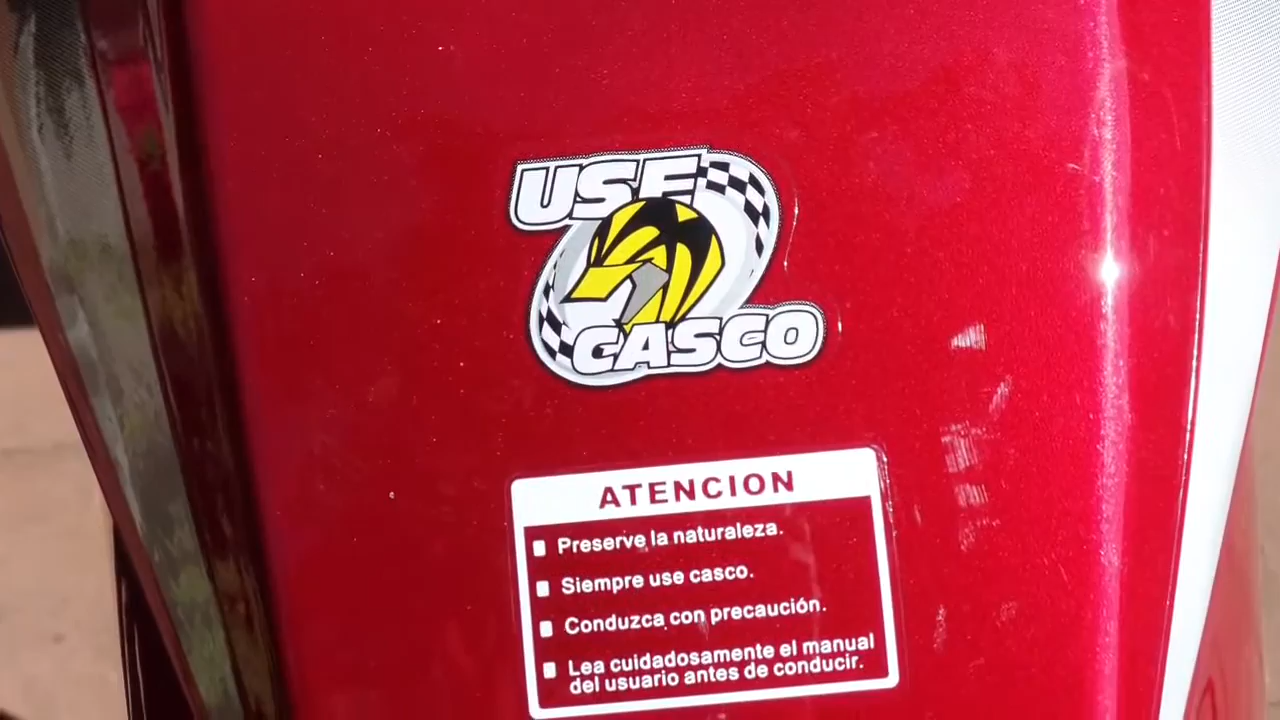 USE
CASCO
ATENCION
Preserve la naturaleza.
Siempre use casco.
Conduzca con precaución.
Lea cuidadosamente el manual
del usuario antes de conducir.